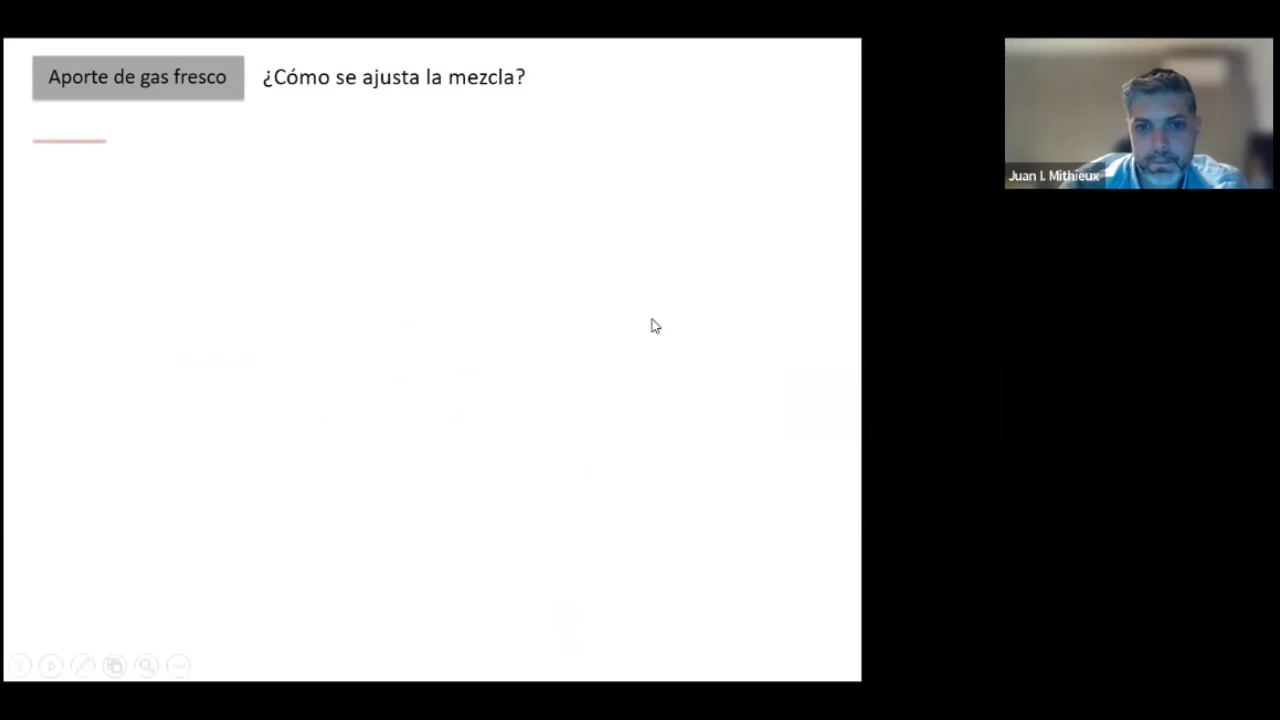 Aporte de gas fresco
¿Cómo se ajusta la mezcla?
Juan I. Mithieux